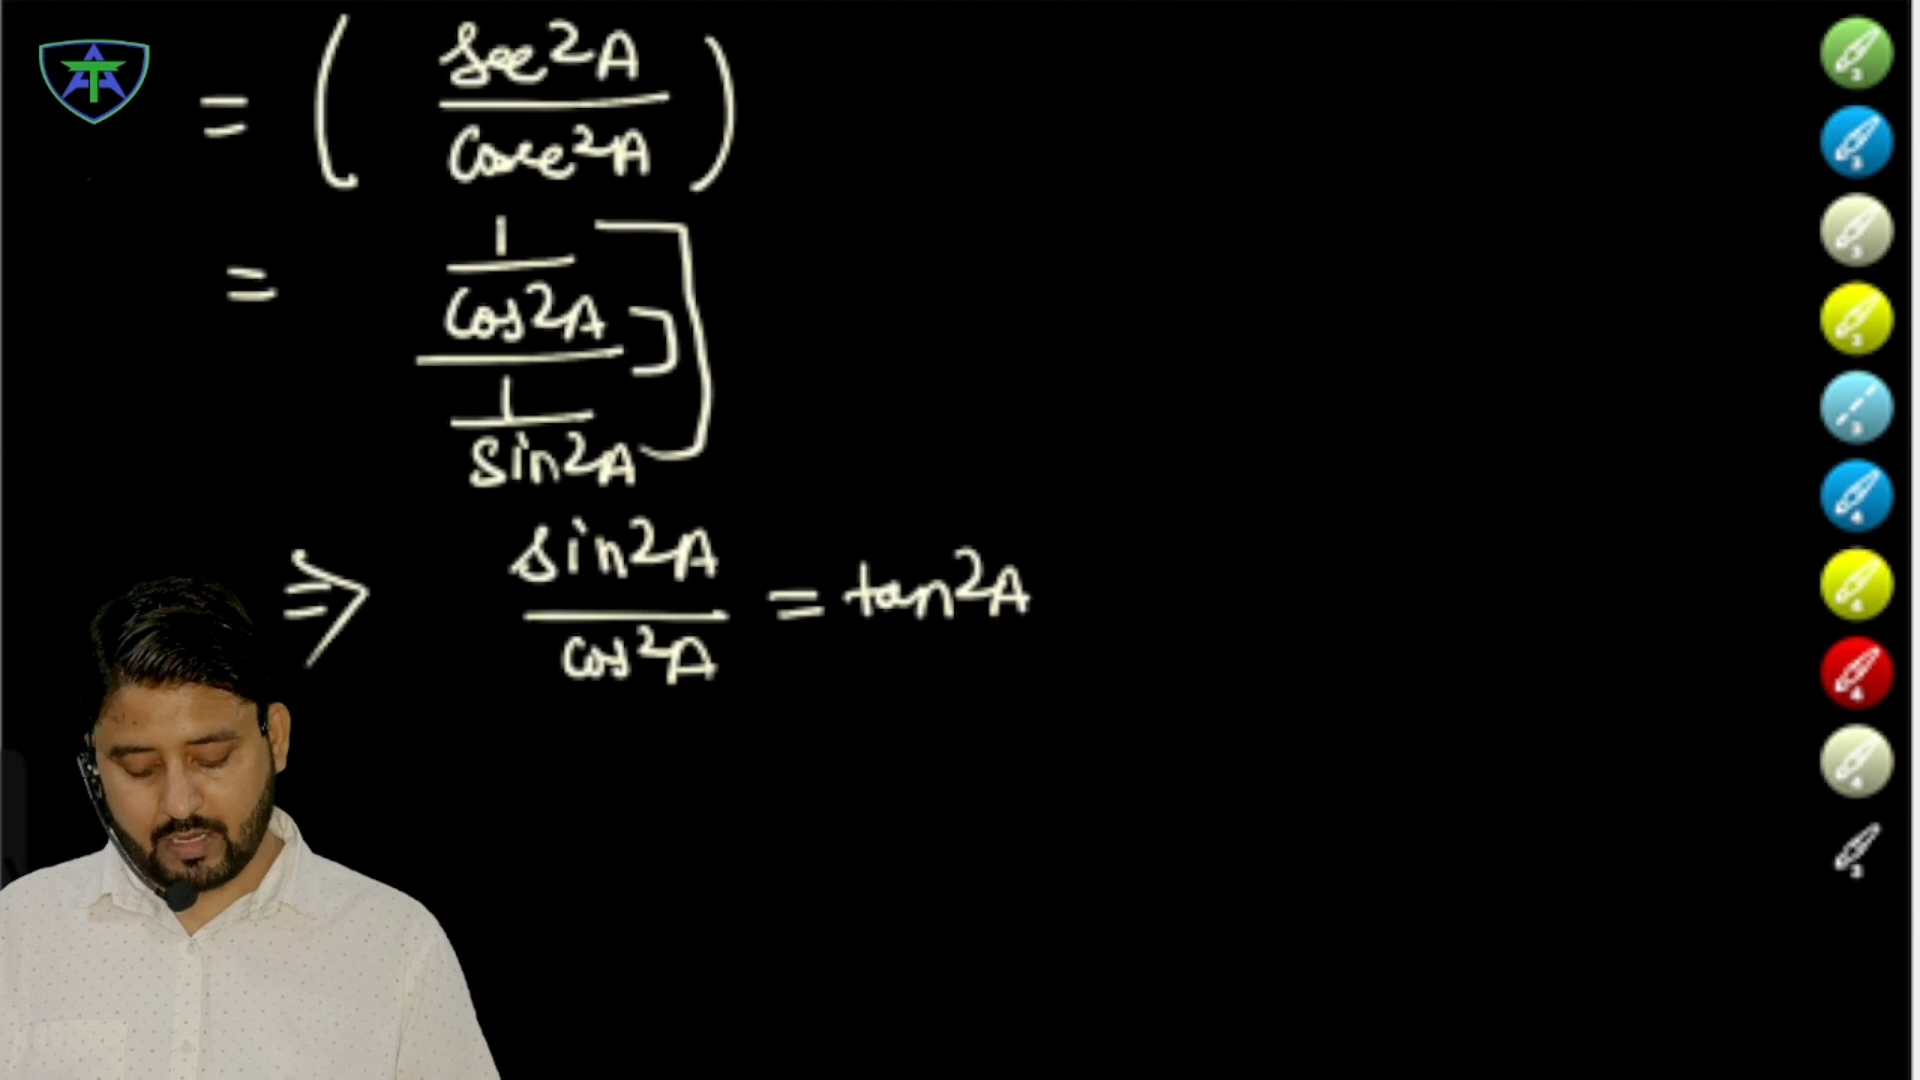 = ( sec²A / Cosec²A )
= 1 / cos²A / 1 / sin²A
⇒ sin²A / cos²A = tan²A